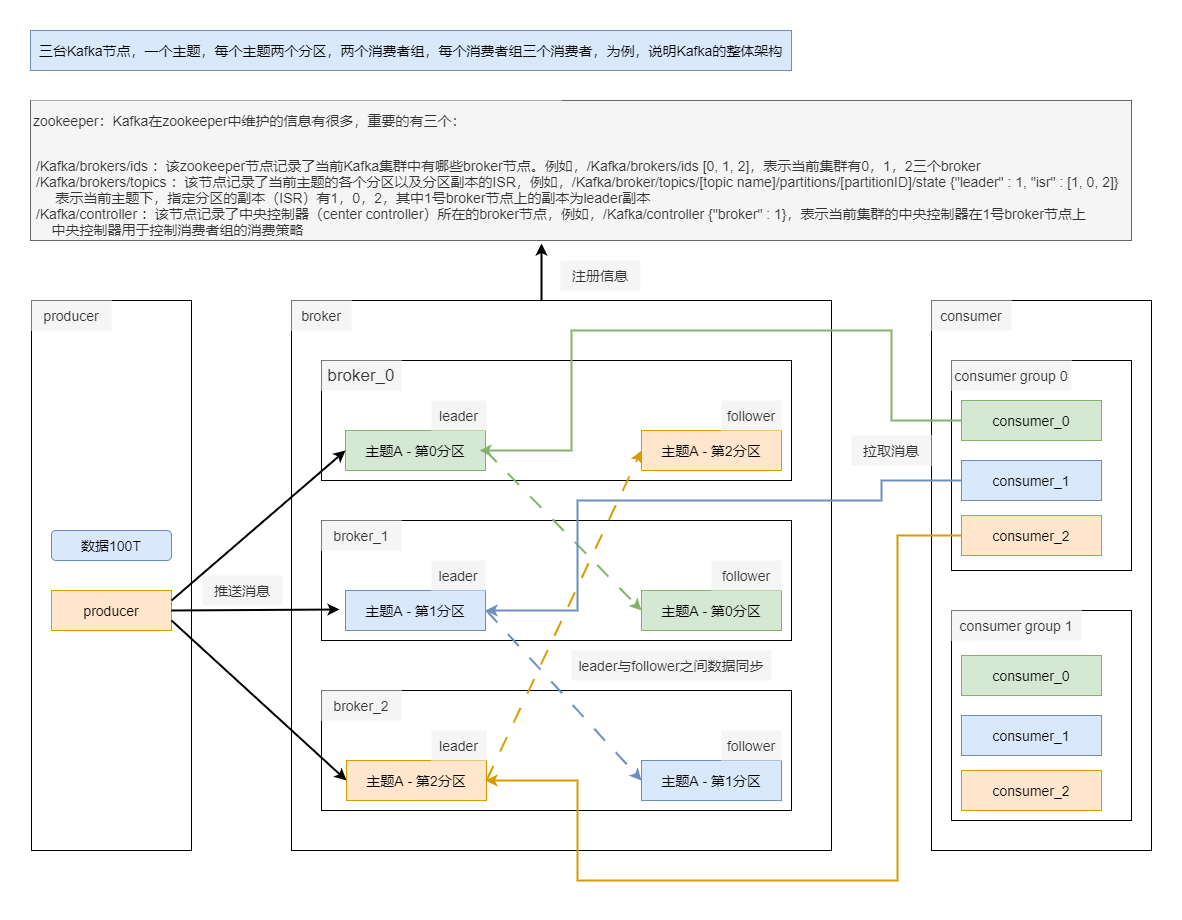 三台Kafka节点，一个主题，每个主题两个分区，两个消费者组，每个消费者组三个消费者，为例，说明Kafka的整体架构
zookeeper：Kafka在zookeeper中维护的信息有很多，重要的有三个：
/Kafka/brokers/ids ：该zookeeper节点记录了当前Kafka集群中有哪些broker节点。例如，/Kafka/brokers/ids [0, 1, 2]，表示当前集群有0，1，2三个broker
/Kafka/brokers/topics ：该节点记录了当前主题的各个分区以及分区副本的ISR，例如，/Kafka/broker/topics/[topic name]/partitions/[partitionID]/state {"leader" : 1, "isr" : [1, 0, 2]}
表示当前主题下，指定分区的副本（ISR）有1，0，2，其中1号broker节点上的副本为leader副本
/Kafka/controller ：该节点记录了中央控制器（center controller）所在的broker节点，例如，/Kafka/controller {"broker" : 1}，表示当前集群的中央控制器在1号broker节点上
中央控制器用于控制消费者组的消费策略
注册信息
producer
数据100T
producer
推送消息
broker
broker_0
leader
主题A - 第0分区
follower
主题A - 第2分区
broker_1
leader
主题A - 第1分区
follower
主题A - 第0分区
leader与follower之间数据同步
broker_2
leader
主题A - 第2分区
follower
主题A - 第1分区
拉取消息
consumer
consumer group 0
consumer_0
consumer_1
consumer_2
consumer group 1
consumer_0
consumer_1
consumer_2